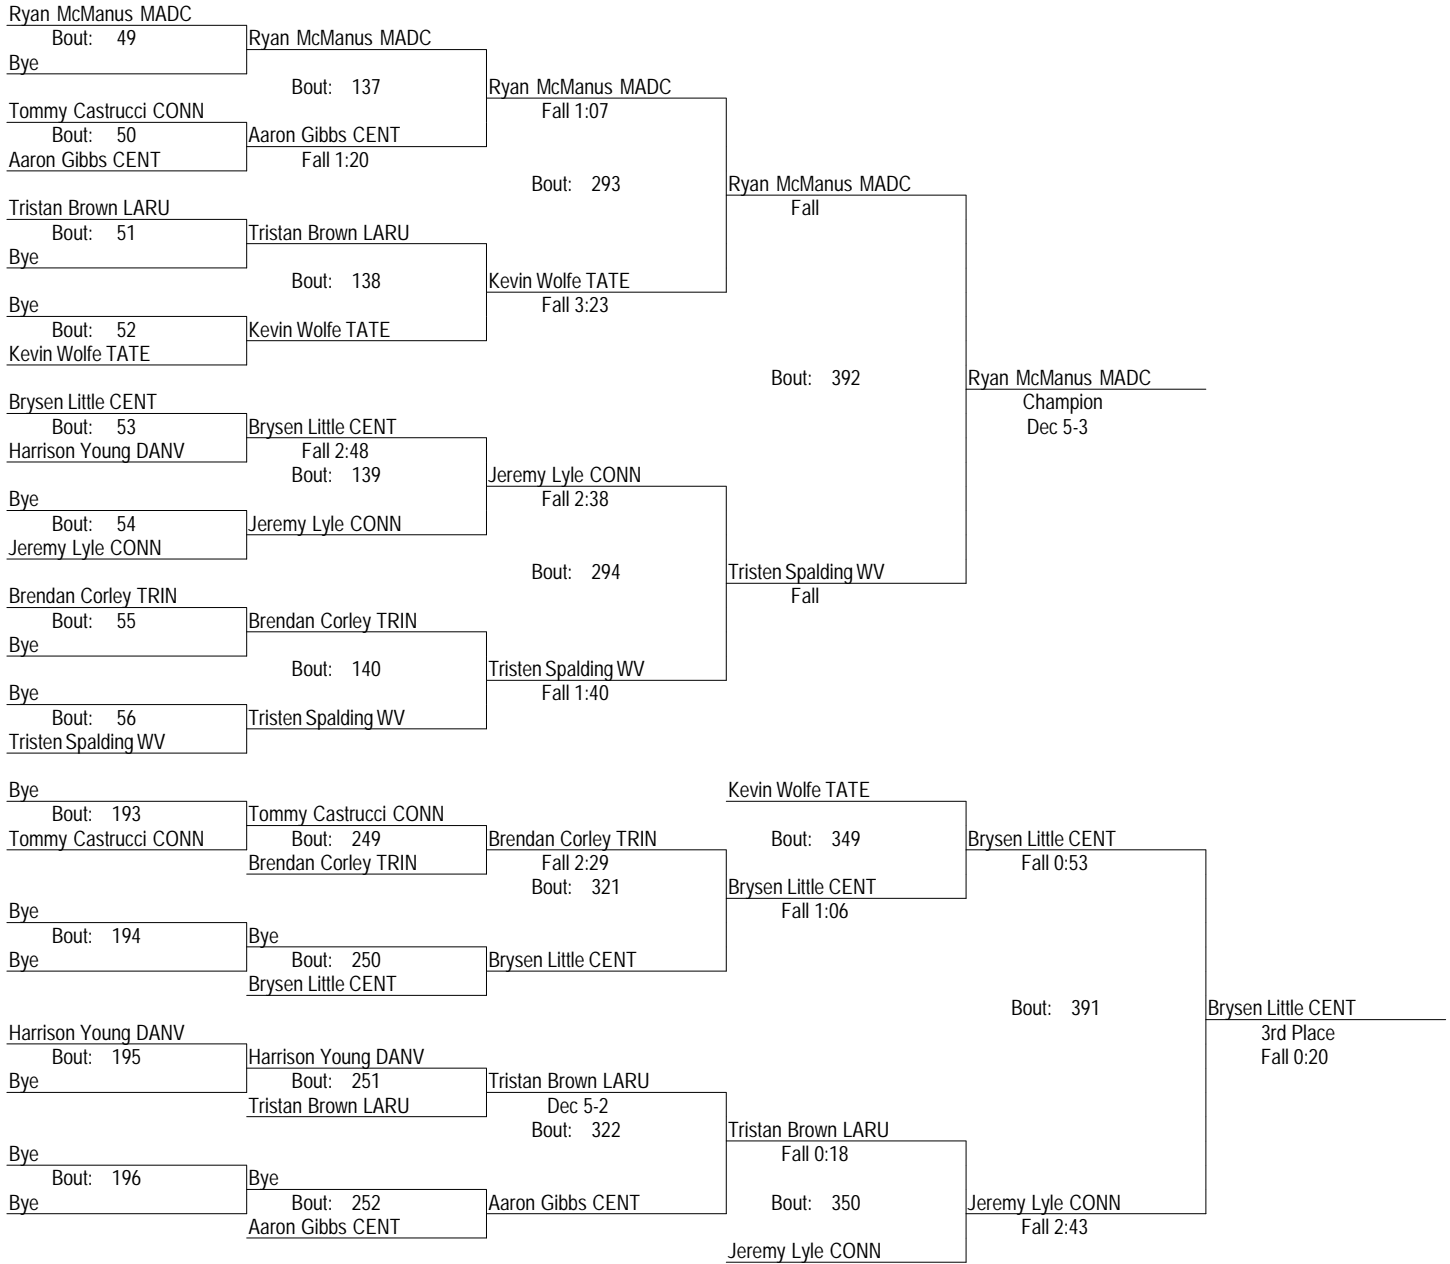 Ryan McManus MADC
Bout: 49
Ryan McManus MADC
Bye
Bout: 137
Ryan McManus MADC
Tommy Castrucci CONN
Fall 1:07
Bout: 50
Aaron Gibbs CENT
Aaron Gibbs CENT
Fall 1:20
Bout: 293
Ryan McManus MADC
Tristan Brown LARU
Fall
Bout: 51
Tristan Brown LARU
Bye
Bout: 138
Kevin Wolfe TATE
Bye
Fall 3:23
Bout: 52
Kevin Wolfe TATE
Kevin Wolfe TATE
Bout: 392
Ryan McManus MADC
Brysen Little CENT
Champion
Bout: 53
Brysen Little CENT
Dec 5-3
Harrison Young DANV
Fall 2:48
Bout: 139
Jeremy Lyle CONN
Bye
Fall 2:38
Bout: 54
Jeremy Lyle CONN
Jeremy Lyle CONN
Bout: 294
Tristen Spalding WV
Brendan Corley TRIN
Fall
Bout: 55
Brendan Corley TRIN
Bye
Bout: 140
Tristen Spalding WV
Bye
Fall 1:40
Bout: 56
Tristen Spalding WV
Tristen Spalding WV
Bye
Kevin Wolfe TATE
Bout: 193
Tommy Castrucci CONN
Tommy Castrucci CONN
Bout: 249
Brendan Corley TRIN
Bout: 349
Brysen Little CENT
Brendan Corley TRIN
Fall 2:29
Fall 0:53
Bout: 321
Brysen Little CENT
Bye
Fall 1:06
Bout: 194
Bye
Bye
Bout: 250
Brysen Little CENT
Brysen Little CENT
Bout: 391
Brysen Little CENT
Harrison Young DANV
3rd Place
Bout: 195
Harrison Young DANV
Fall 0:20
Bye
Bout: 251
Tristan Brown LARU
Tristan Brown LARU
Dec 5-2
Bout: 322
Tristan Brown LARU
Bye
Fall 0:18
Bout: 196
Bye
Bye
Bout: 252
Aaron Gibbs CENT
Bout: 350
Jeremy Lyle CONN
Aaron Gibbs CENT
Fall 2:43
Jeremy Lyle CONN